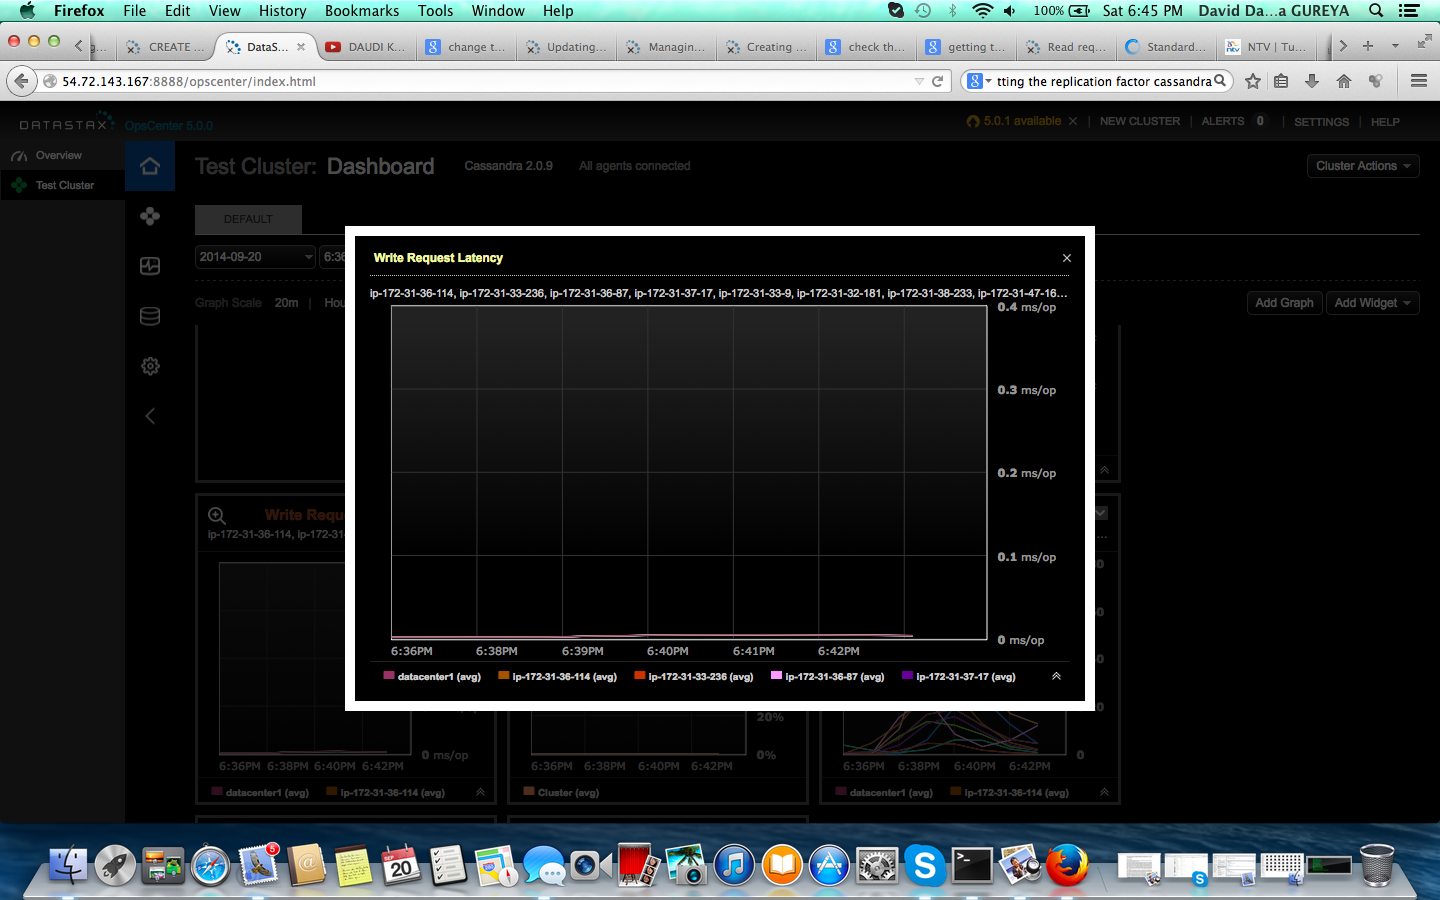 Firefox File Edit View History Bookmarks Tools Window Help 100% Sat 6:45 PM David Da...a GUREYA
g... CREATE ... DataS... DAUDI K... change t... Updating... Managin... Creating ... check th... getting t... Read req... Standard... NTV | Tu...
54.72.143.167:8888/opscenter/index.html tting the replication factor cassandra
DATASTAX OpsCenter 5.0.0 5.0.1 available × | NEW CLUSTER | ALERTS 0 | SETTINGS | HELP
Overview
Test Cluster
Test Cluster: Dashboard Cassandra 2.0.9 All agents connected Cluster Actions
DEFAULT
2014-09-20 6:36
Graph Scale 20m | Hou Add Graph Add Widget
Write Request Latency ×
ip-172-31-36-114, ip-172-31-33-236, ip-172-31-36-87, ip-172-31-37-17, ip-172-31-33-9, ip-172-31-32-181, ip-172-31-38-233, ip-172-31-47-16...
0.4 ms/op
0.3 ms/op
0.2 ms/op
0.1 ms/op
0 ms/op
6:36PM 6:38PM 6:39PM 6:40PM 6:41PM 6:42PM
datacenter1 (avg) ip-172-31-36-114 (avg) ip-172-31-33-236 (avg) ip-172-31-36-87 (avg) ip-172-31-37-17 (avg)
Write Requ
ip-172-31-36-114, ip-172-31 ...
0 ms/op
6:36PM 6:38PM 6:40PM 6:42PM
datacenter1 (avg) ip-172-31-36-114 (avg)
20%
0%
6:36PM 6:38PM 6:40PM 6:42PM
Cluster (avg)
0
6:36PM 6:38PM 6:40PM 6:42PM
datacenter1 (avg) ip-172-31-36-114 (avg)
5
SEP
20